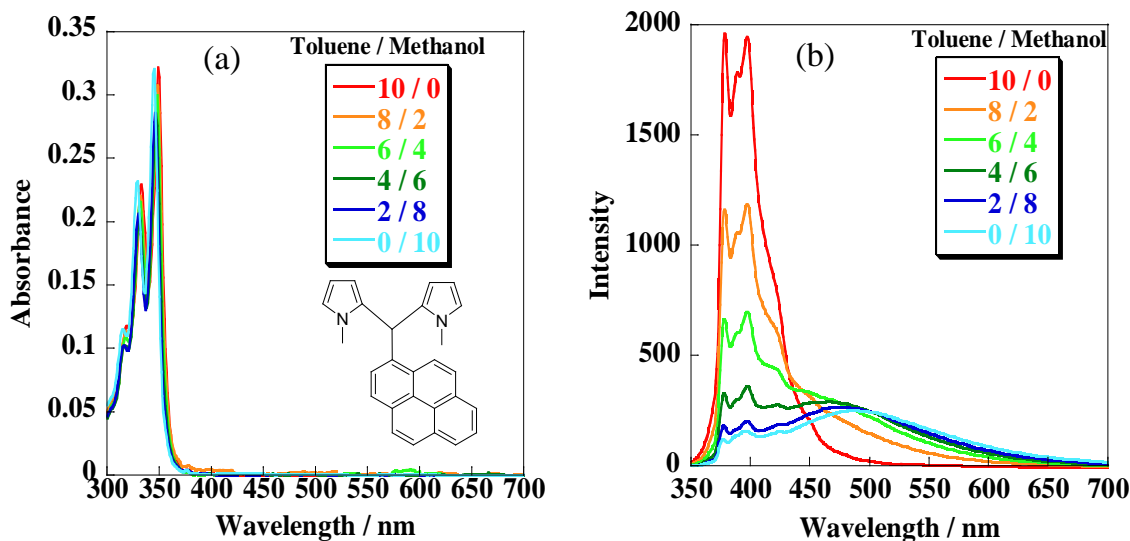 (a)
Toluene / Methanol
10 / 0
8 / 2
6 / 4
4 / 6
2 / 8
0 / 10
N
N
Absorbance
0.35
0.3
0.25
0.2
0.15
0.1
0.05
0
300 350 400 450 500 550 600 650 700
Wavelength / nm
(b)
Toluene / Methanol
10 / 0
8 / 2
6 / 4
4 / 6
2 / 8
0 / 10
Intensity
2000
1500
1000
500
0
350 400 450 500 550 600 650 700
Wavelength / nm